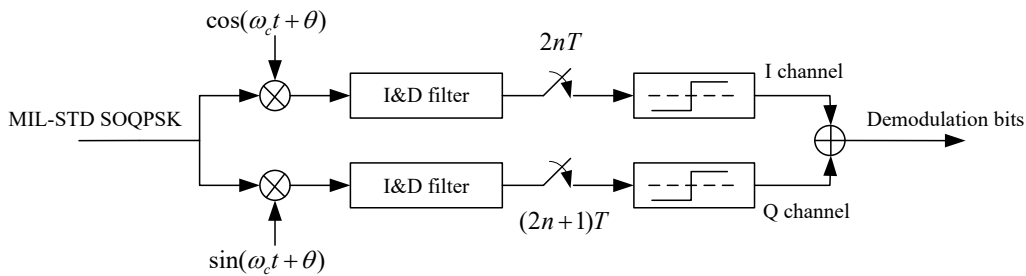 cos(ω_c t + θ)
2nT
I channel
I&D filter
MIL-STD SOQPSK
Demodulation bits
I&D filter
(2n+1)T
Q channel
sin(ω_c t + θ)